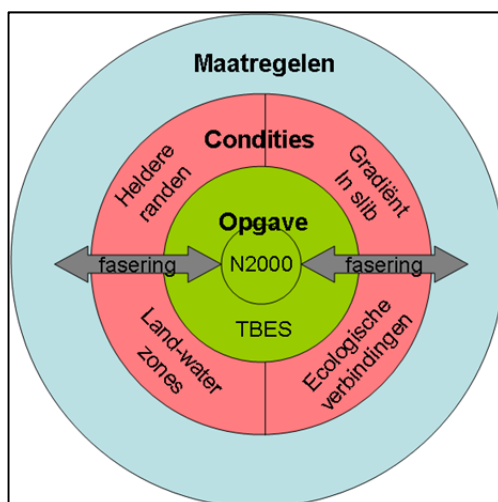 Maatregelen
Condities
Heldere
randen
Gradiënt
In slib
Opgave
fasering
N2000
fasering
TBES
Land-water
zones
Ecologische
verbindingen